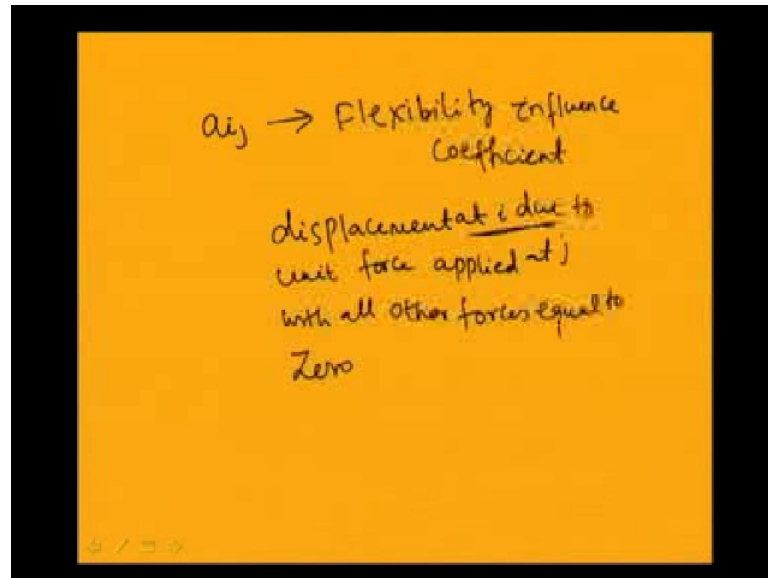 aij → Flexibility Influence
Coefficient
displacement at i due to
unit force applied at j
with all other forces equal to
Zero